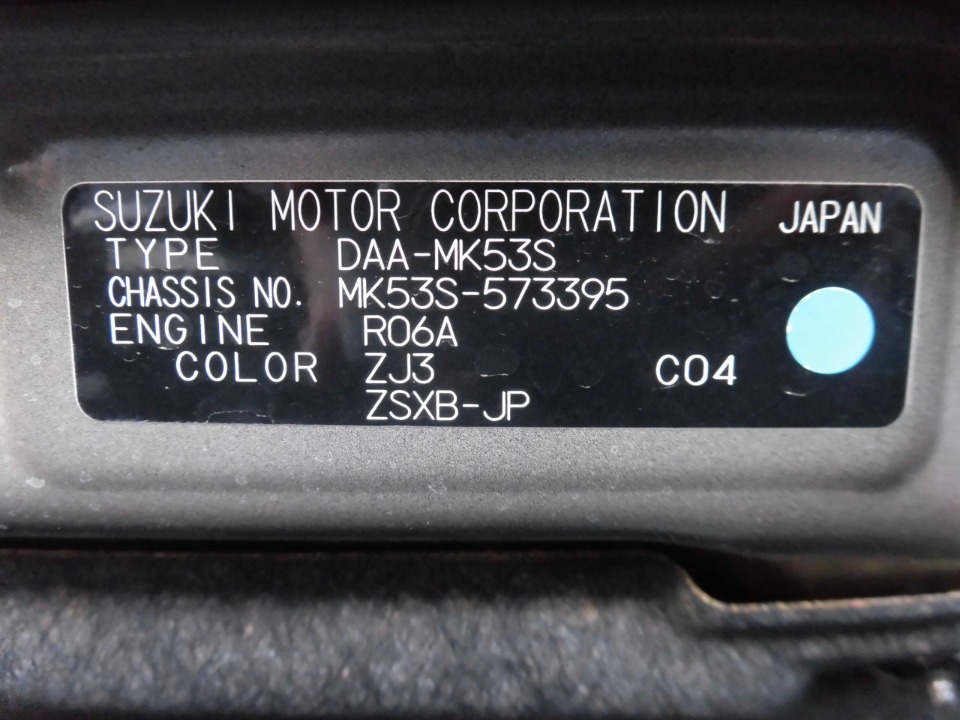 SUZUKI MOTOR CORPORATION JAPAN
TYPE DAA-MK53S
CHASSIS NO. MK53S-573395
ENGINE R06A
COLOR ZJ3 C04
ZSXB-JP